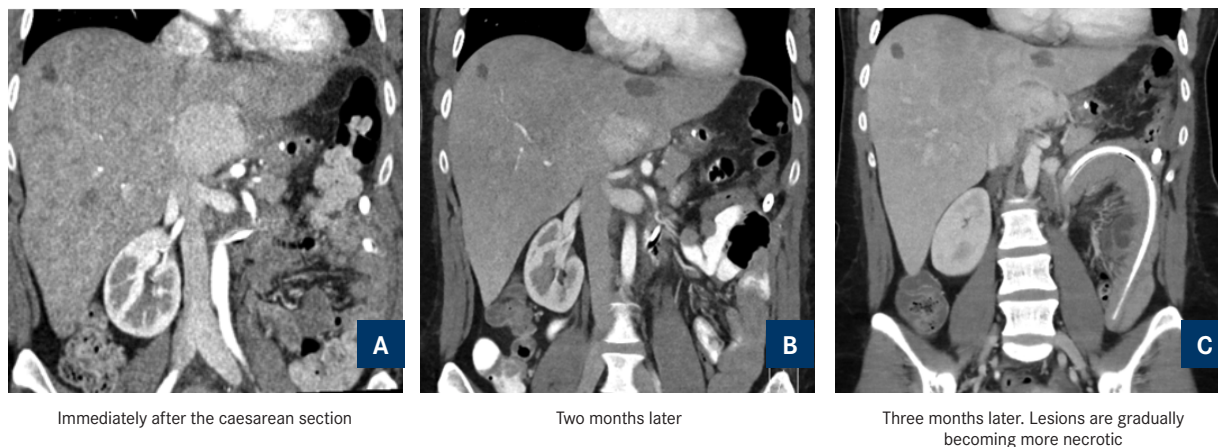 A
B
C
Immediately after the caesarean section
Two months later
Three months later. Lesions are gradually
becoming more necrotic